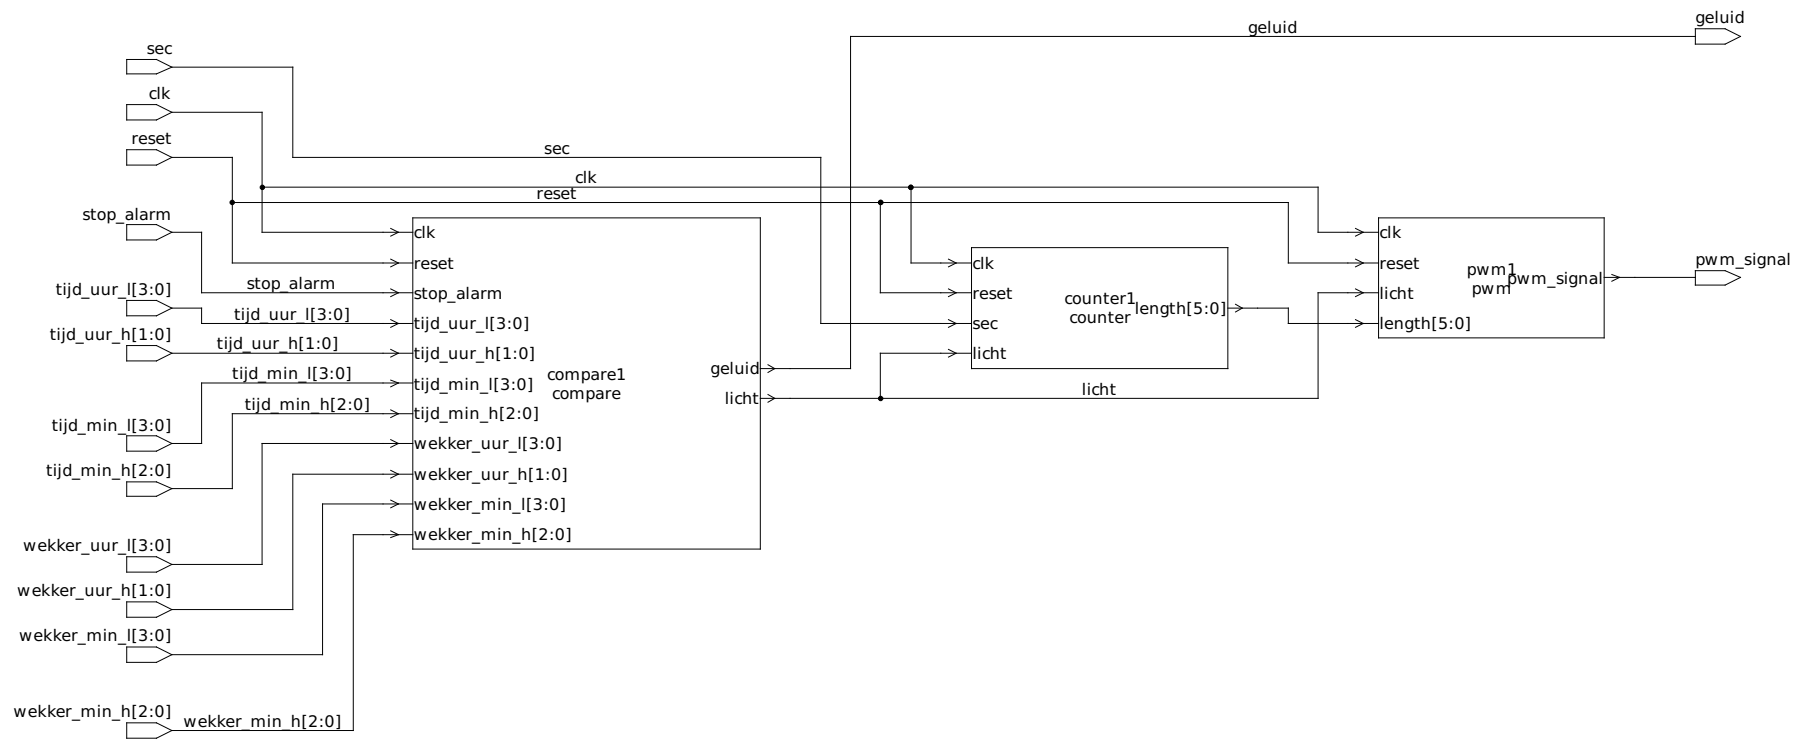 geluid
geluid
sec
clk
reset
sec
clk
reset
stop_alarm
stop_alarm
tijd_uur_l[3:0]
tijd_uur_l[3:0]
tijd_uur_h[1:0]
tijd_uur_h[1:0]
tijd_min_l[3:0]
tijd_min_h[2:0]
tijd_min_l[3:0]
tijd_min_h[2:0]
wekker_uur_l[3:0]
wekker_uur_h[1:0]
wekker_min_l[3:0]
wekker_min_h[2:0]
wekker_min_h[2:0]
clk
reset
stop_alarm
tijd_uur_l[3:0]
tijd_uur_h[1:0]
tijd_min_l[3:0]
tijd_min_h[2:0]
wekker_uur_l[3:0]
wekker_uur_h[1:0]
wekker_min_l[3:0]
wekker_min_h[2:0]
compare1
compare
geluid
licht
clk
reset
sec
licht
counter1
counter
length[5:0]
licht
clk
reset
licht
length[5:0]
pwm1
pwm
pwm_signal
pwm_signal